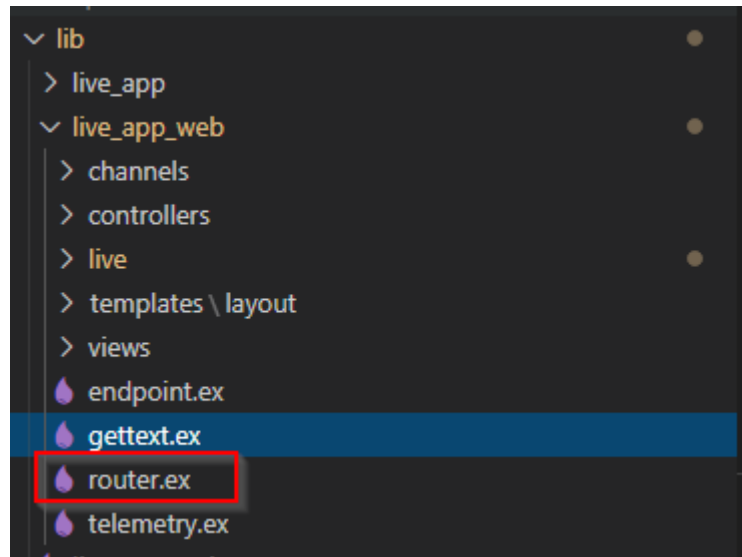 lib
live_app
live_app_web
channels
controllers
live
templates \ layout
views
endpoint.ex
gettext.ex
router.ex
telemetry.ex